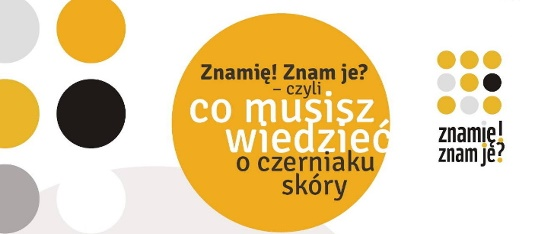 Znamię! Znam je?
– czyli
co musisz
wiedzieć
o czerniaku
skóry
znamię!
znam je?